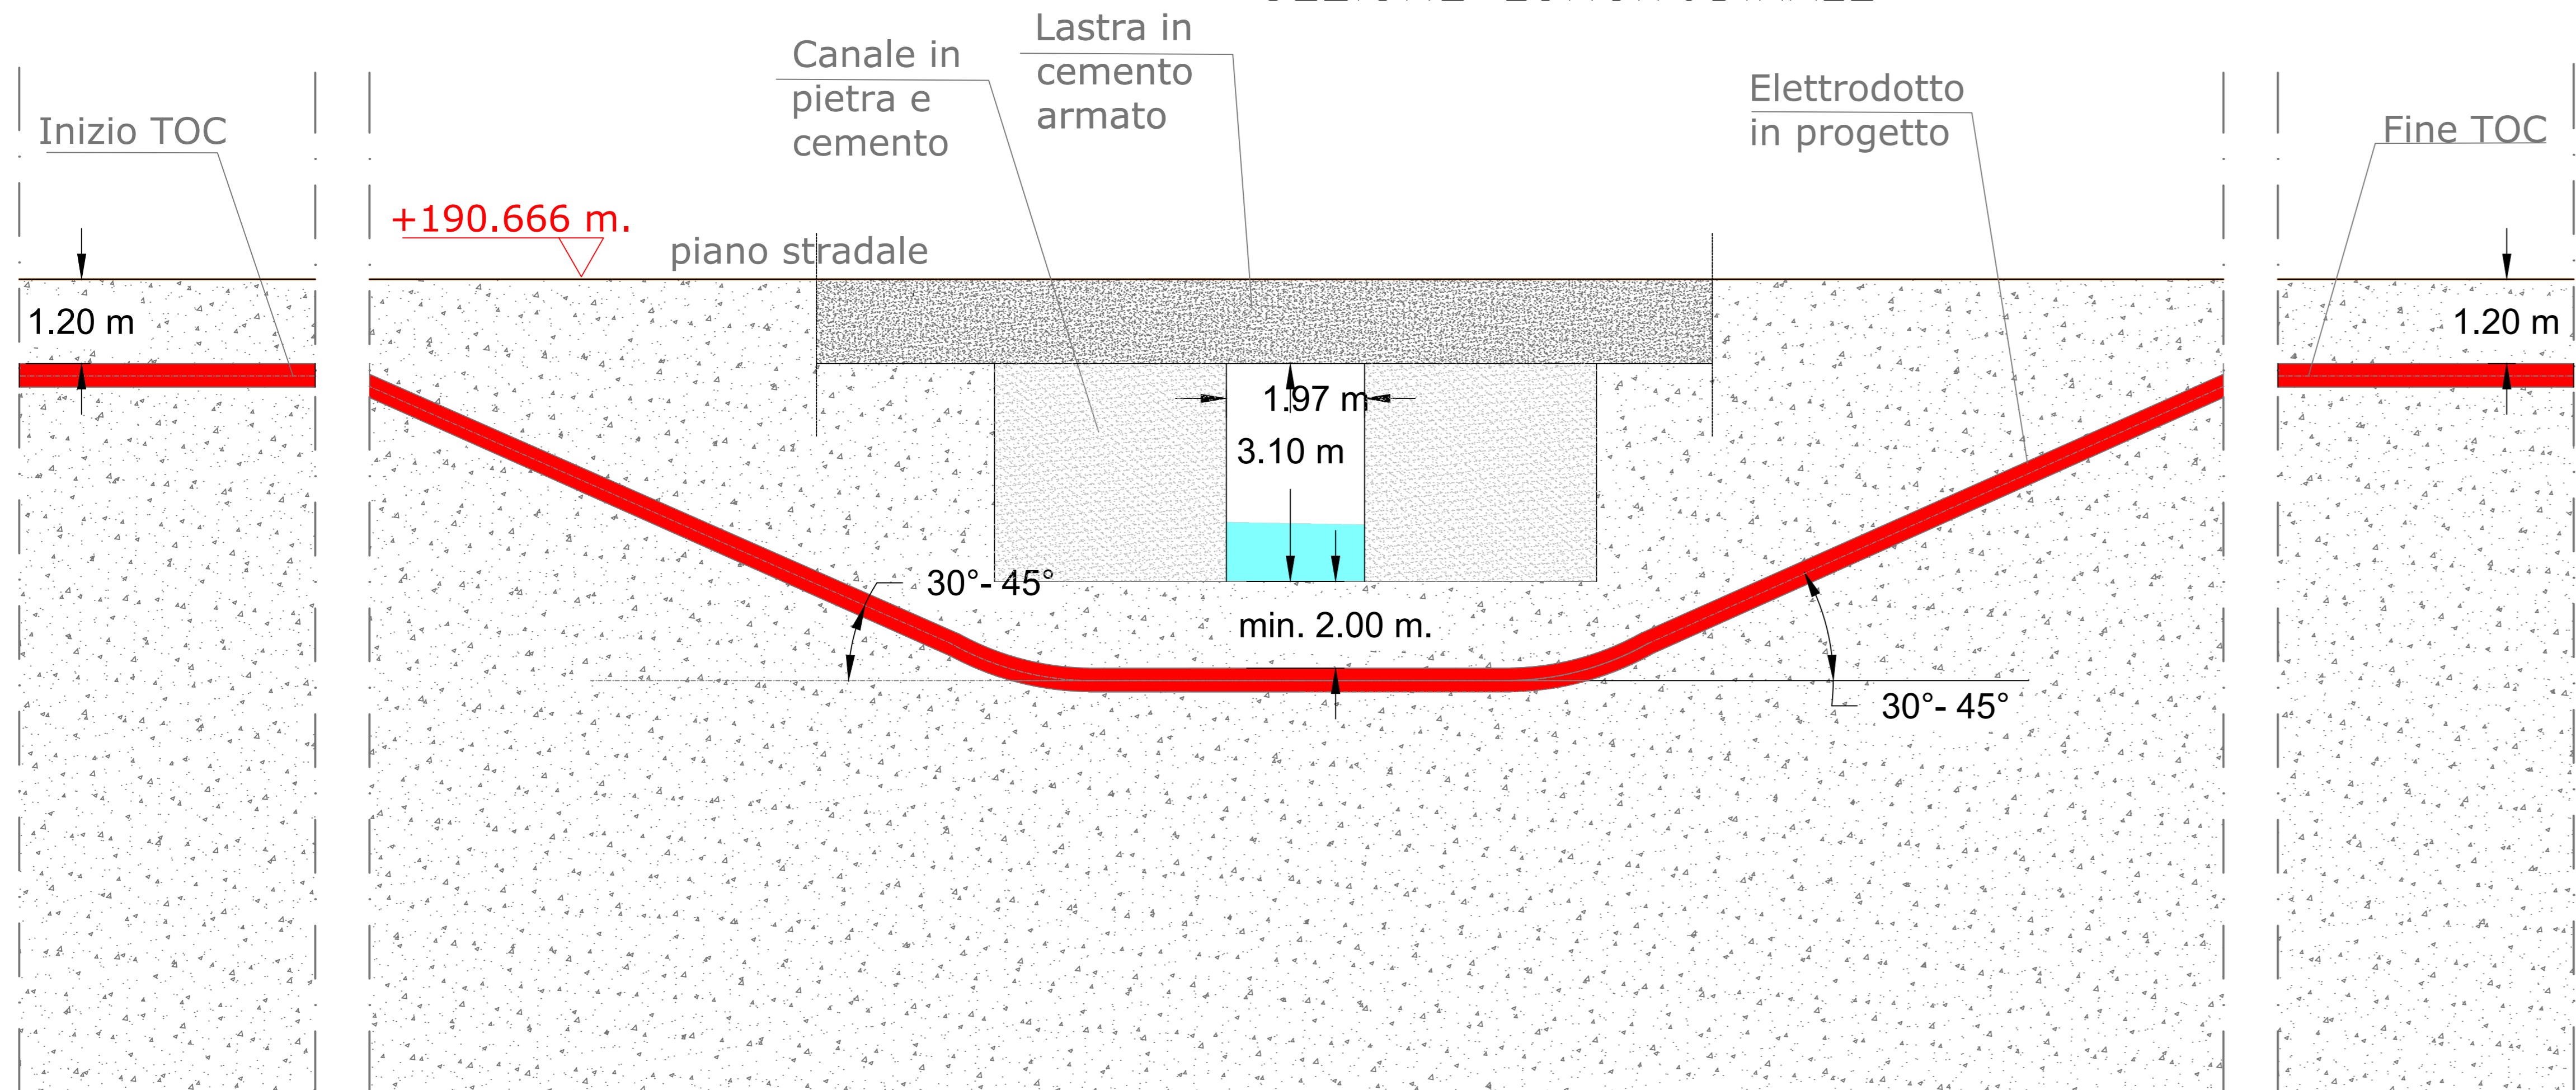 Lastra in
cemento
armato
Canale in
pietra e
cemento
Elettrodotto
in progetto
Inizio TOC
Fine TOC
+190.666 m.
piano stradale
1.20 m
1.20 m
1.97 m
3.10 m
30°- 45°
min. 2.00 m.
30°- 45°